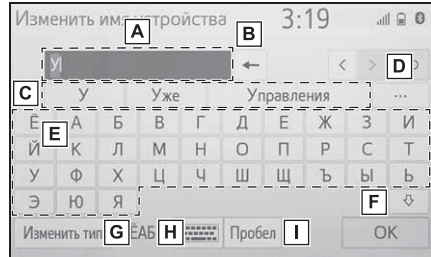 Изменить имя устройства 3:19
A B
У ← < > D
C У Уже Управления ...
Ё А Б В Г Д Е Ж З И
E
Й К Л М Н О П Р С Т
У Ф Х Ц Ч Ш Щ Ъ Ы Ь
Э Ю Я F
Изменить тип G ЁАБ H Пробел I OK